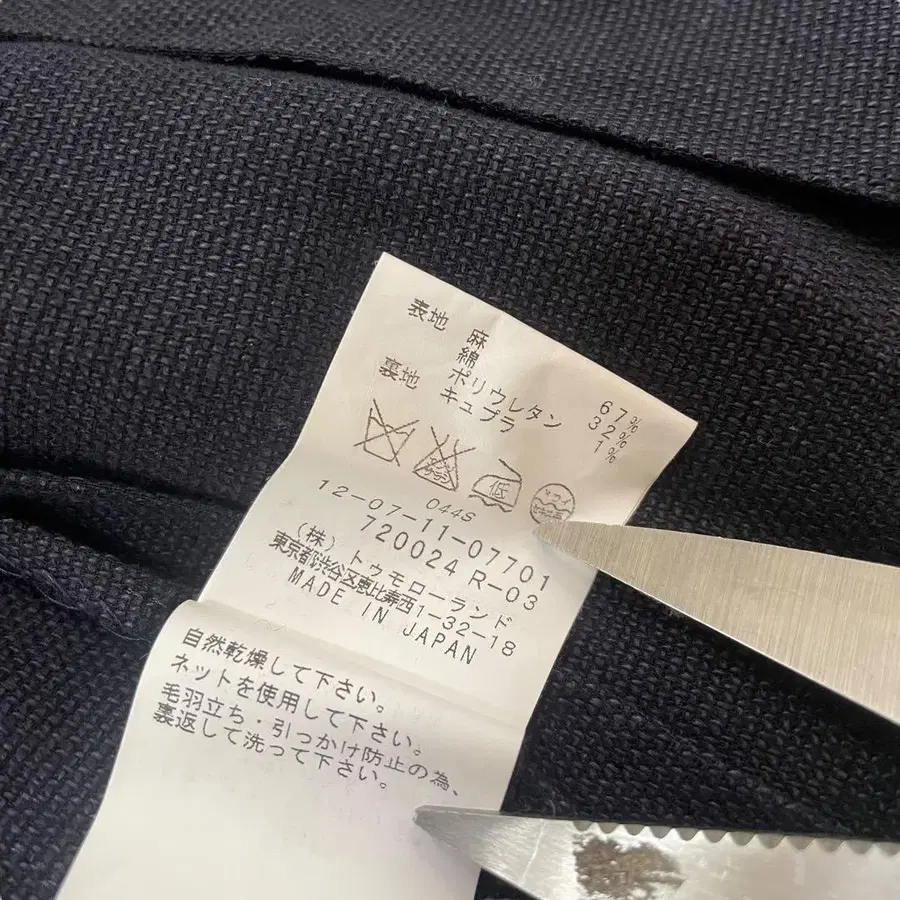 表地 麻 67%
綿 32%
ポリウレタン 1%
裏地 キュプラ
低
044S
12-07-11-07701
72002４ R-03
(株) トゥモローランド
東京都渋谷区恵比寿西1-32-18
MADE IN JAPAN
自然乾燥して下さい。
ネットを使用して下さい。
毛羽立ち・引っかけ防止の為、
裏返して洗って下さい。